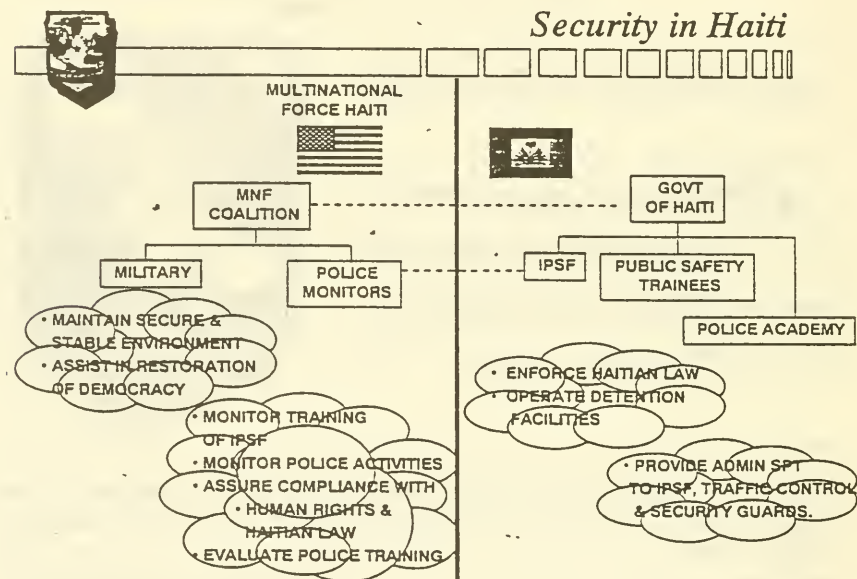 Security in Haiti
MULTINATIONAL
FORCE HAITI
MNF
COALITION
GOVT
OF HAITI
MILITARY
POLICE
MONITORS
IPSF
PUBLIC SAFETY
TRAINEES
POLICE ACADEMY
• MAINTAIN SECURE &
STABLE ENVIRONMENT
• ASSIST IN RESTORATION
OF DEMOCRACY
• MONITOR TRAINING
OF IPSF
• MONITOR POLICE ACTIVITIES
• ASSURE COMPLIANCE WITH
• HUMAN RIGHTS &
HAITIAN LAW
• EVALUATE POLICE TRAINING
• ENFORCE HAITIAN LAW
• OPERATE DETENTION
FACILITIES
• PROVIDE ADMIN SPT
TO IPSF, TRAFFIC CONTROL
& SECURITY GUARDS.